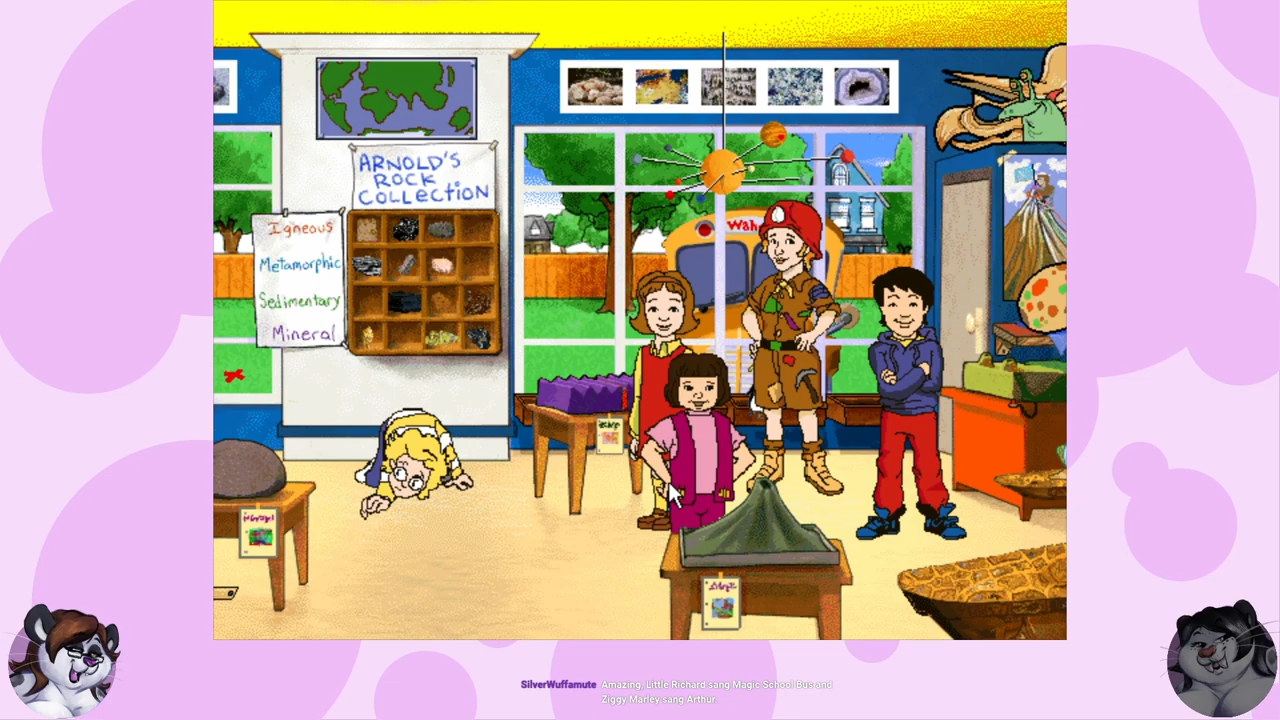 ARNOLD'S
ROCK
COLLECTION
Igneous
Metamorphic
Sedimentary
Mineral
Wah
SilverWuffamute Amazing, Little Richard sang Magic School Bus and
Ziggy Marley sang Arthur.